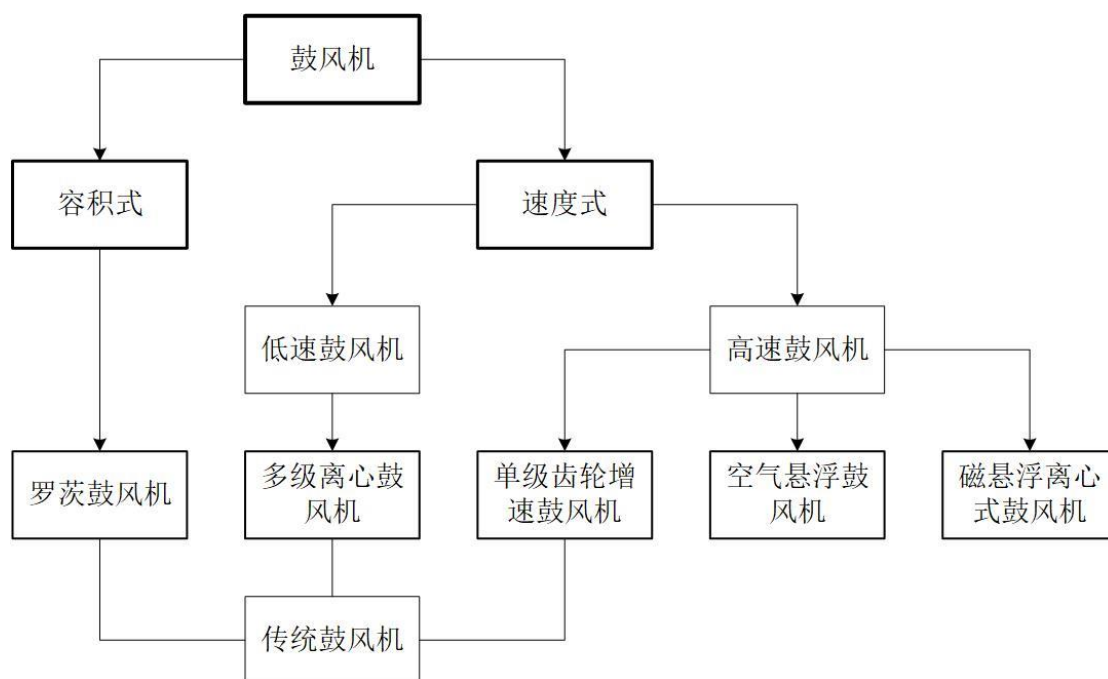 鼓风机
容积式
速度式
低速鼓风机
高速鼓风机
罗茨鼓风机
多级离心鼓
风机
单级齿轮增
速鼓风机
空气悬浮鼓
风机
磁悬浮离心
式鼓风机
传统鼓风机